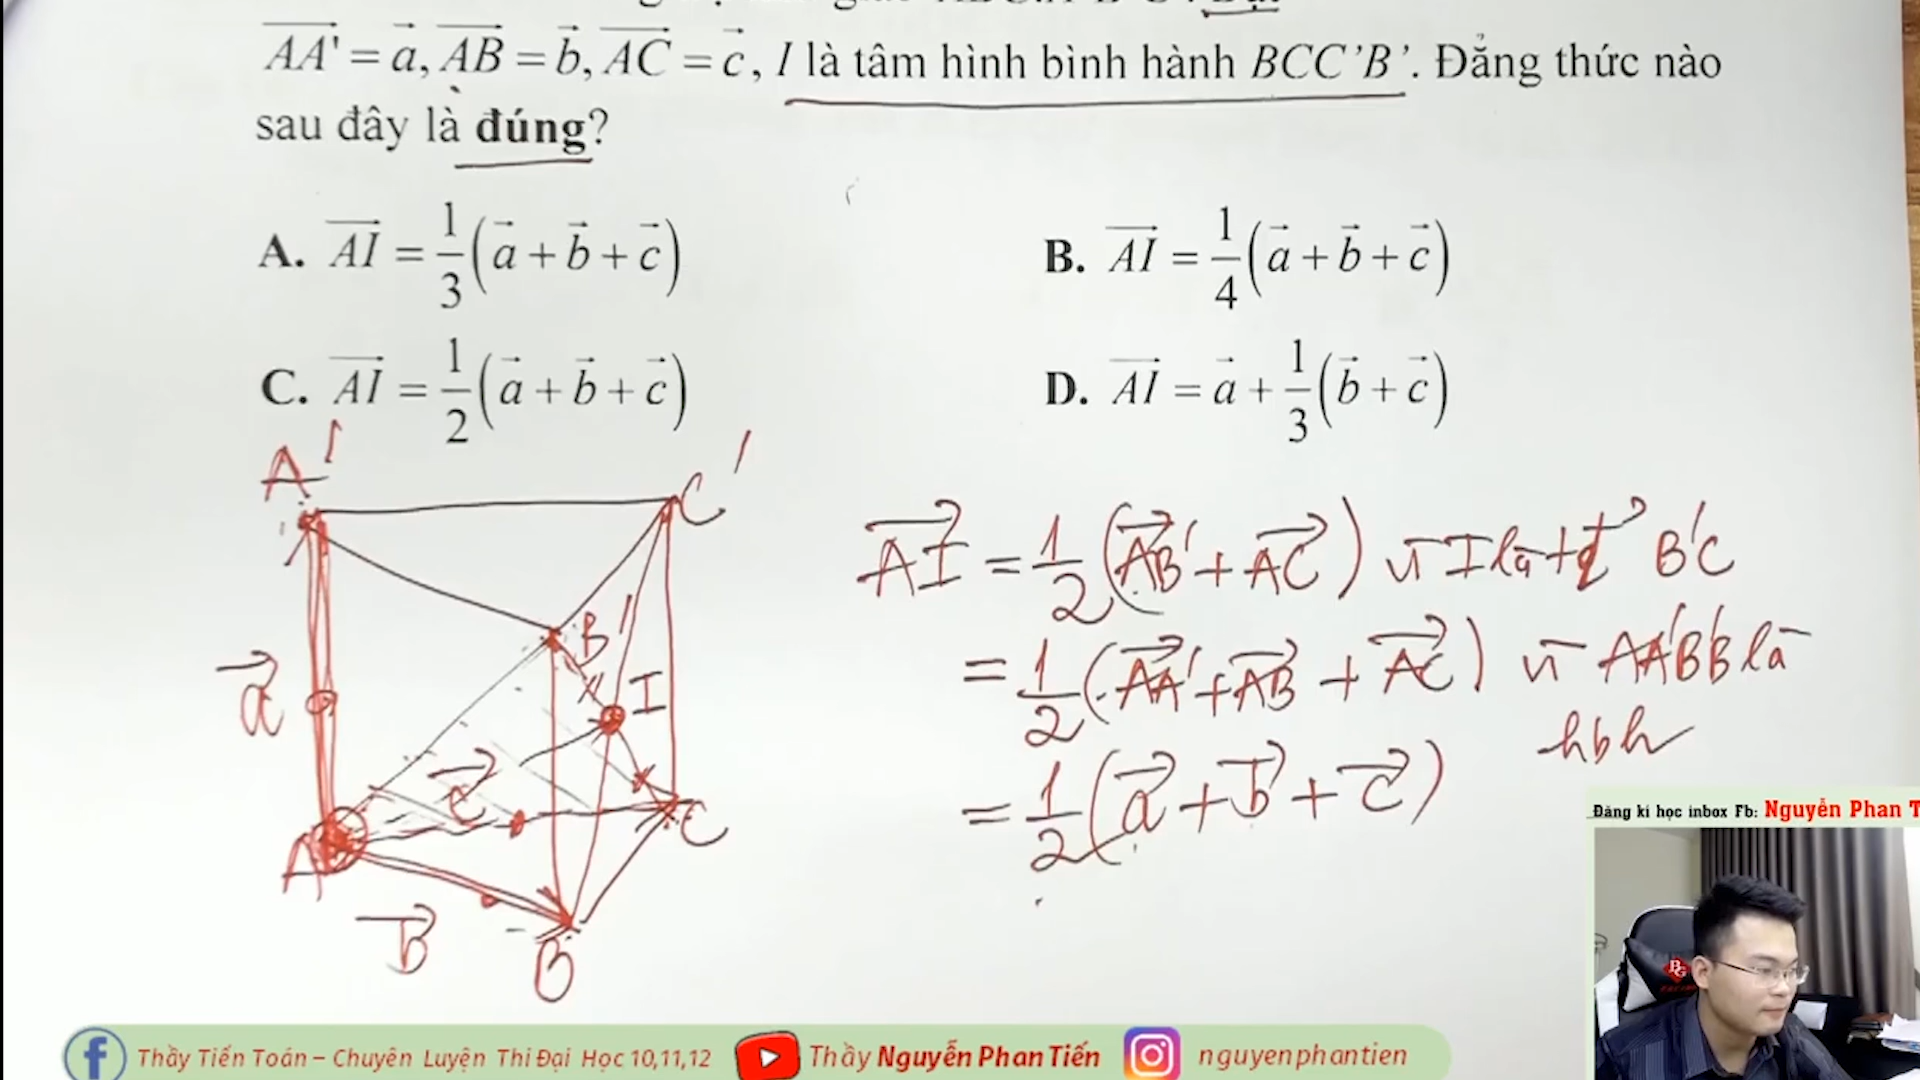 AA' = a, AB = b, AC = c, I là tâm hình bình hành BCC'B'. Đẳng thức nào
sau đây là đúng?
A. AI = 1/3 (a + b + c)
B. AI = 1/4 (a + b + c)
C. AI = 1/2 (a + b + c)
D. AI = a + 1/3 (b + c)
A'
C'
B'
I
a
c
A
C
b
B
AI = 1/2 (AB' + AC) vì I là tđ B'C
= 1/2 (AA' + AB + AC) vì AA'B'B là
hbh
= 1/2 (a + b + c)
Đăng kí học inbox Fb: Nguyễn Phan T
Thầy Tiến Toán – Chuyên Luyện Thi Đại Học 10,11,12
Thầy Nguyễn Phan Tiến
nguyenphantien